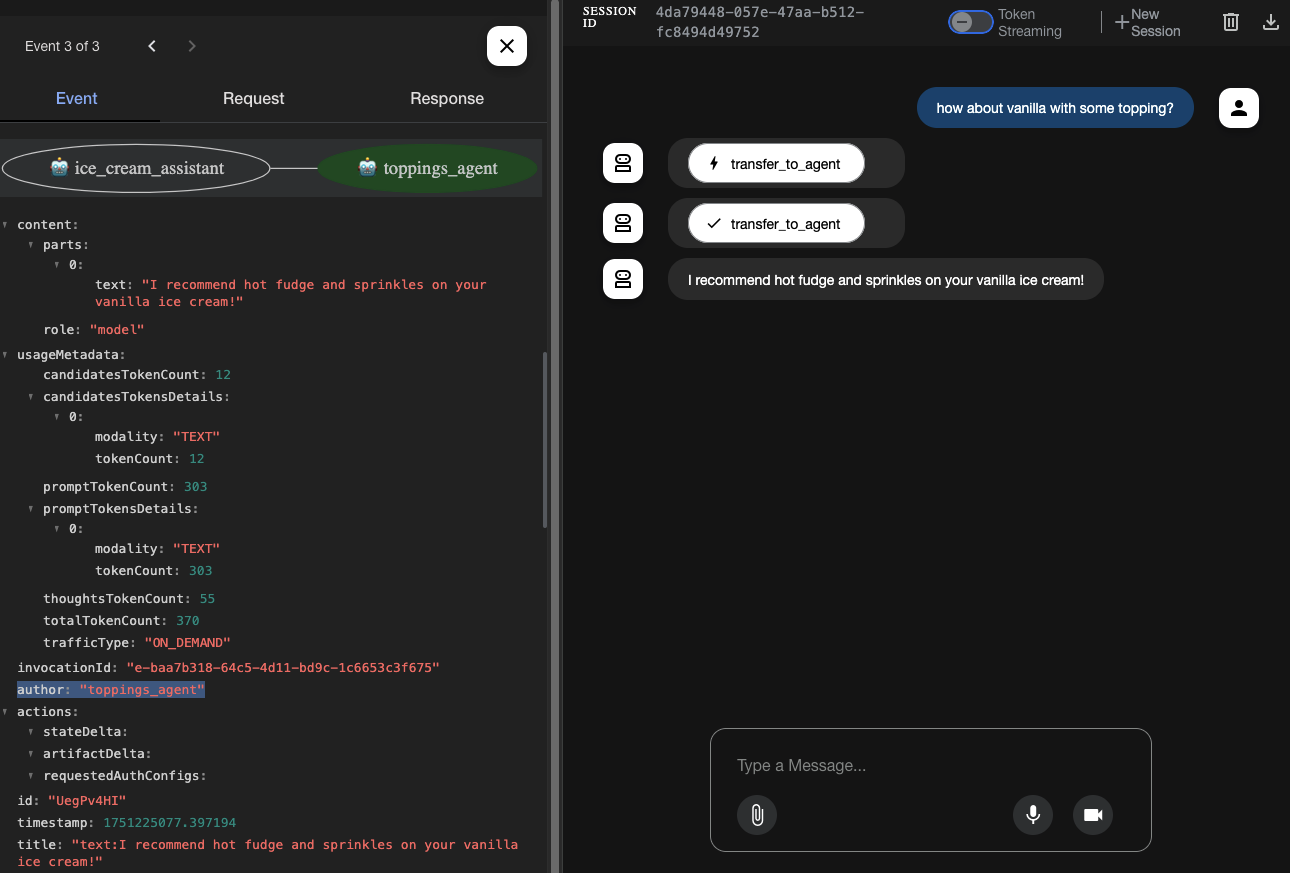 Event 3 of 3
Event
Request
Response
ice_cream_assistant
toppings_agent
content:
parts:
0:
text: "I recommend hot fudge and sprinkles on your
vanilla ice cream!"
role: "model"
usageMetadata:
candidatesTokenCount: 12
candidatesTokensDetails:
0:
modality: "TEXT"
tokenCount: 12
promptTokenCount: 303
promptTokensDetails:
0:
modality: "TEXT"
tokenCount: 303
thoughtsTokenCount: 55
totalTokenCount: 370
trafficType: "ON_DEMAND"
invocationId: "e-baa7b318-64c5-4d11-bd9c-1c6653c3f675"
author: "toppings_agent"
actions:
stateDelta:
artifactDelta:
requestedAuthConfigs:
id: "UegPv4HI"
timestamp: 1751225077.397194
title: "text:I recommend hot fudge and sprinkles on your vanilla
ice cream!"
SESSION
ID
4da79448-057e-47aa-b512-
fc8494d49752
Token
Streaming
New
Session
how about vanilla with some topping?
transfer_to_agent
transfer_to_agent
I recommend hot fudge and sprinkles on your vanilla ice cream!
Type a Message...